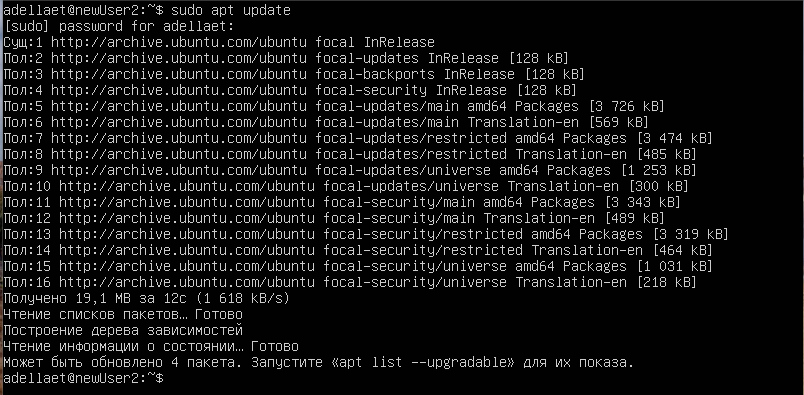 adellaet@newUser2:~$ sudo apt update
[sudo] password for adellaet:
Сущ:1 http://archive.ubuntu.com/ubuntu focal InRelease
Пол:2 http://archive.ubuntu.com/ubuntu focal-updates InRelease [128 kB]
Пол:3 http://archive.ubuntu.com/ubuntu focal-backports InRelease [128 kB]
Пол:4 http://archive.ubuntu.com/ubuntu focal-security InRelease [128 kB]
Пол:5 http://archive.ubuntu.com/ubuntu focal-updates/main amd64 Packages [3 726 kB]
Пол:6 http://archive.ubuntu.com/ubuntu focal-updates/main Translation-en [569 kB]
Пол:7 http://archive.ubuntu.com/ubuntu focal-updates/restricted amd64 Packages [3 474 kB]
Пол:8 http://archive.ubuntu.com/ubuntu focal-updates/restricted Translation-en [485 kB]
Пол:9 http://archive.ubuntu.com/ubuntu focal-updates/universe amd64 Packages [1 253 kB]
Пол:10 http://archive.ubuntu.com/ubuntu focal-updates/universe Translation-en [300 kB]
Пол:11 http://archive.ubuntu.com/ubuntu focal-security/main amd64 Packages [3 343 kB]
Пол:12 http://archive.ubuntu.com/ubuntu focal-security/main Translation-en [489 kB]
Пол:13 http://archive.ubuntu.com/ubuntu focal-security/restricted amd64 Packages [3 319 kB]
Пол:14 http://archive.ubuntu.com/ubuntu focal-security/restricted Translation-en [464 kB]
Пол:15 http://archive.ubuntu.com/ubuntu focal-security/universe amd64 Packages [1 031 kB]
Пол:16 http://archive.ubuntu.com/ubuntu focal-security/universe Translation-en [218 kB]
Получено 19,1 MB за 12с (1 618 kB/s)
Чтение списков пакетов… Готово
Построение дерева зависимостей
Чтение информации о состоянии… Готово
Может быть обновлено 4 пакета. Запустите «apt list --upgradable» для их показа.
adellaet@newUser2:~$